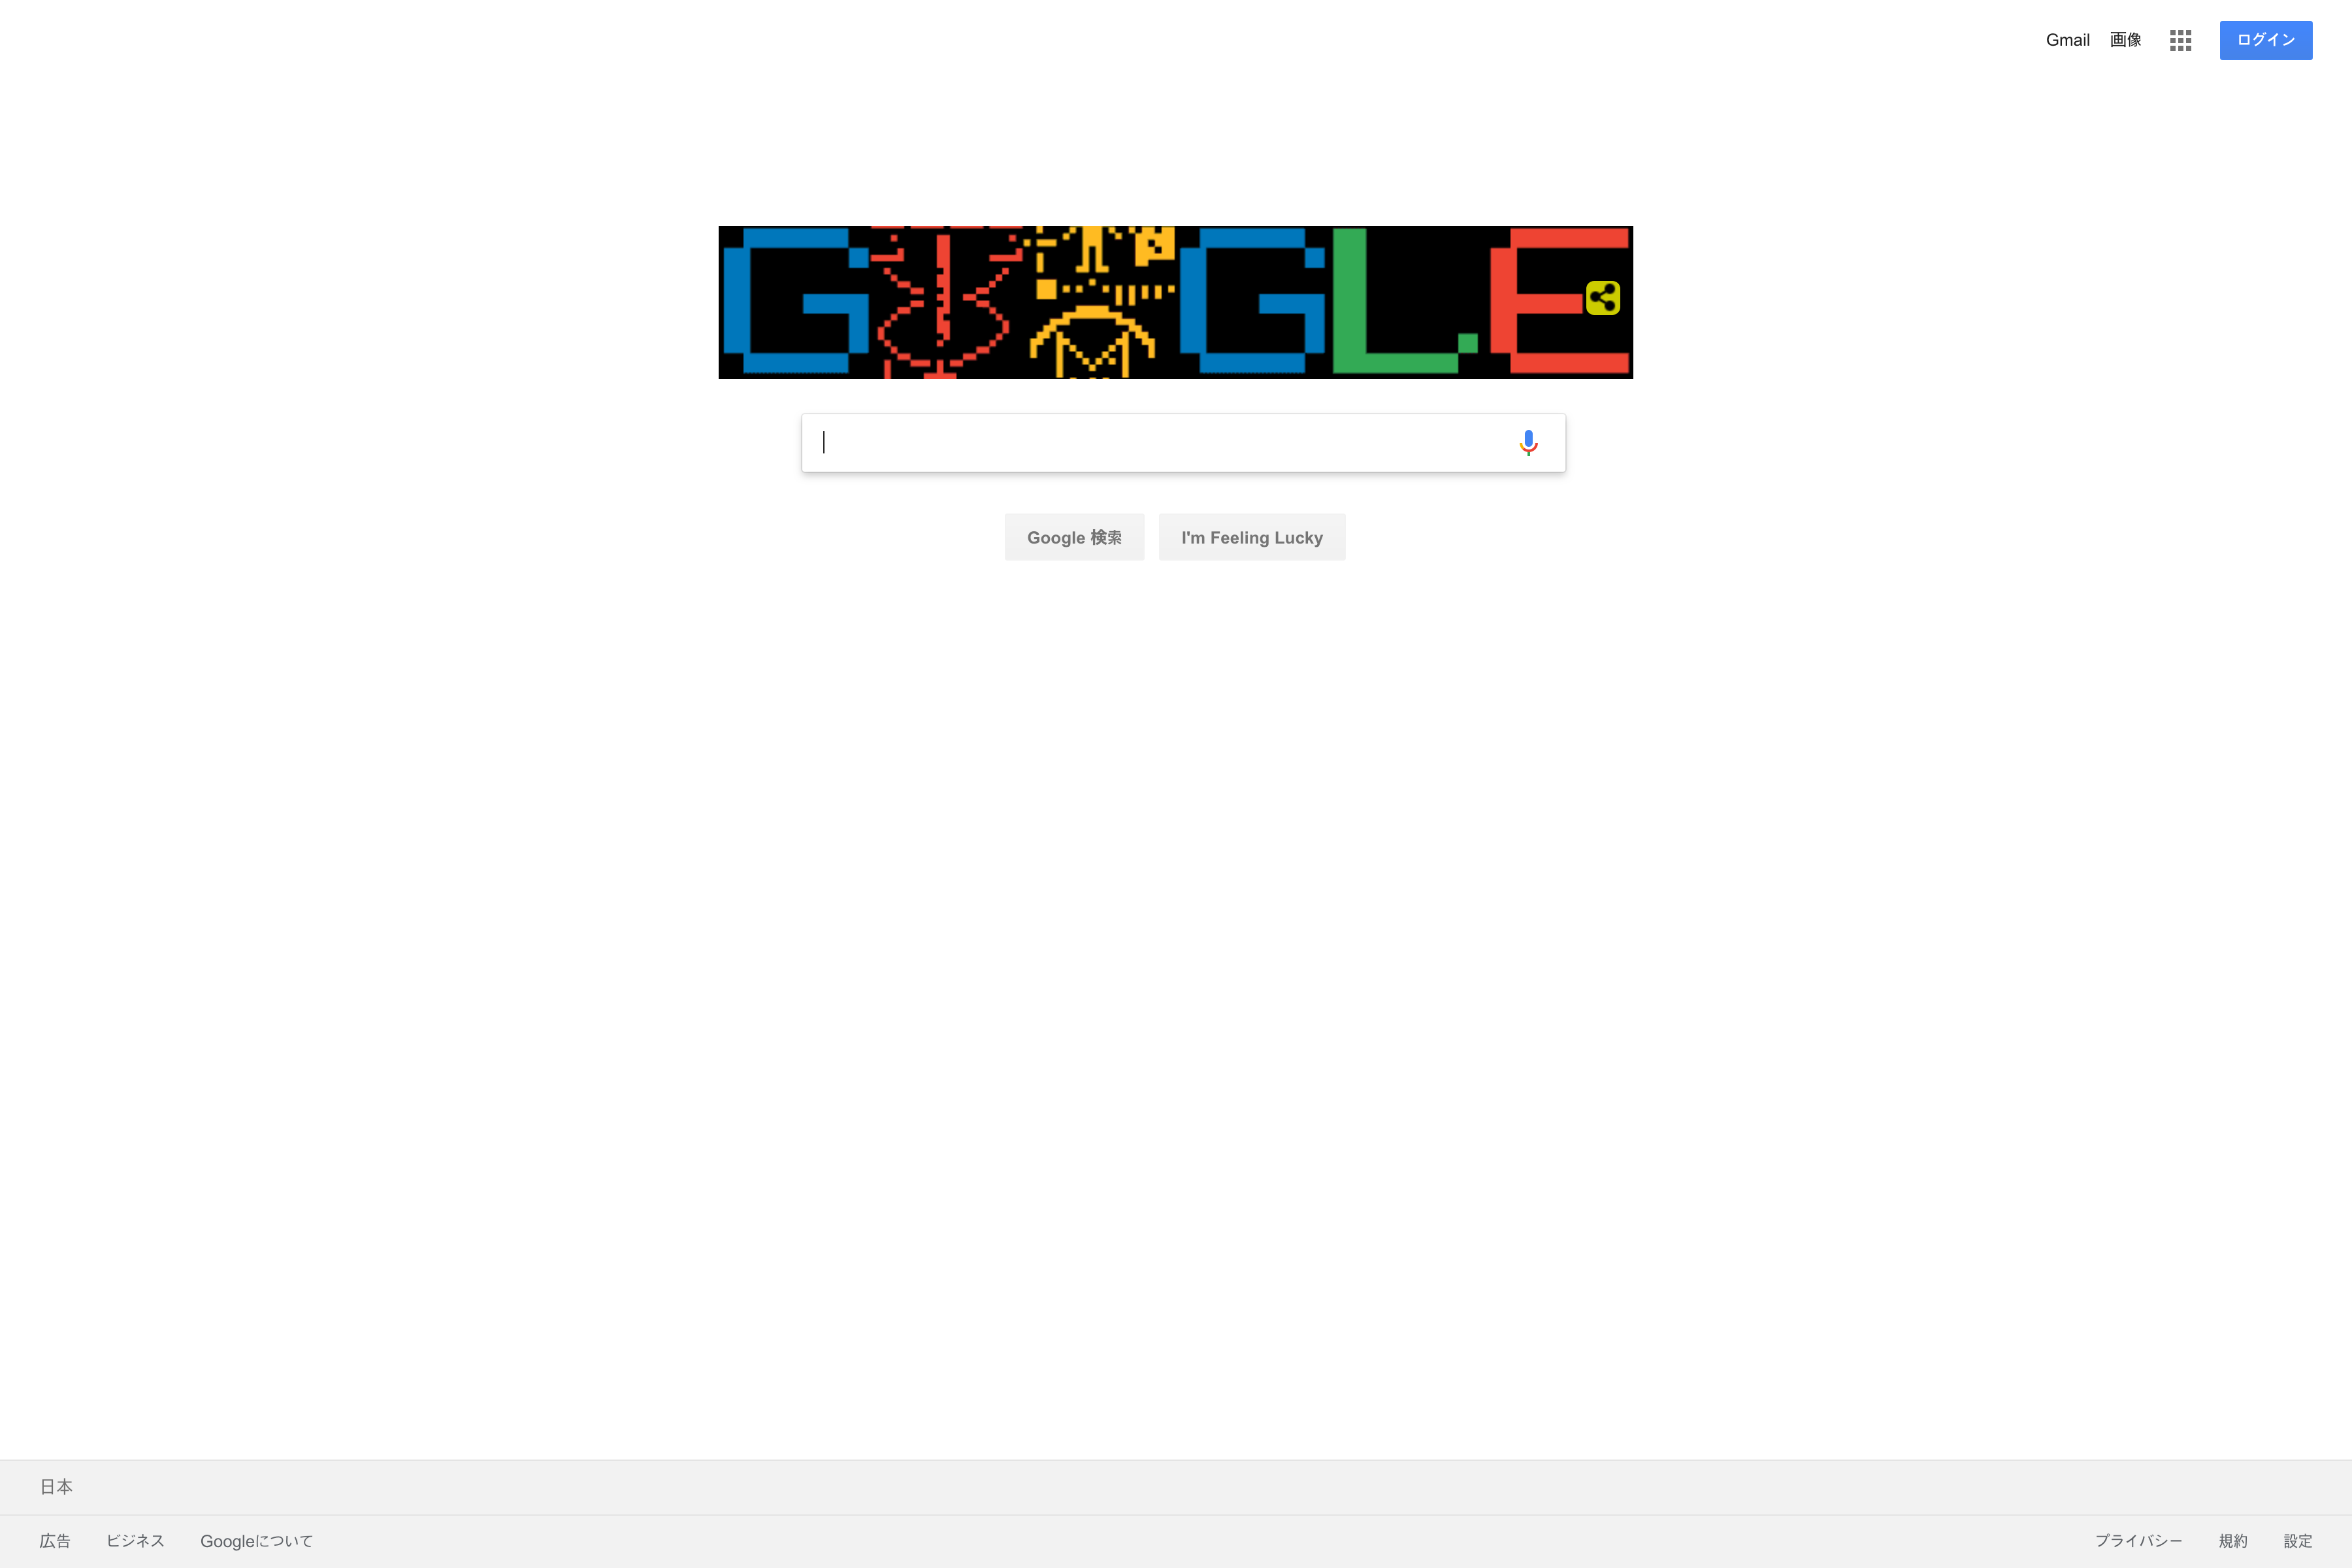 Gmail 画像 ログイン
G GL.E
Google 検索 I'm Feeling Lucky
日本
広告 ビジネス Googleについて プライバシー 規約 設定